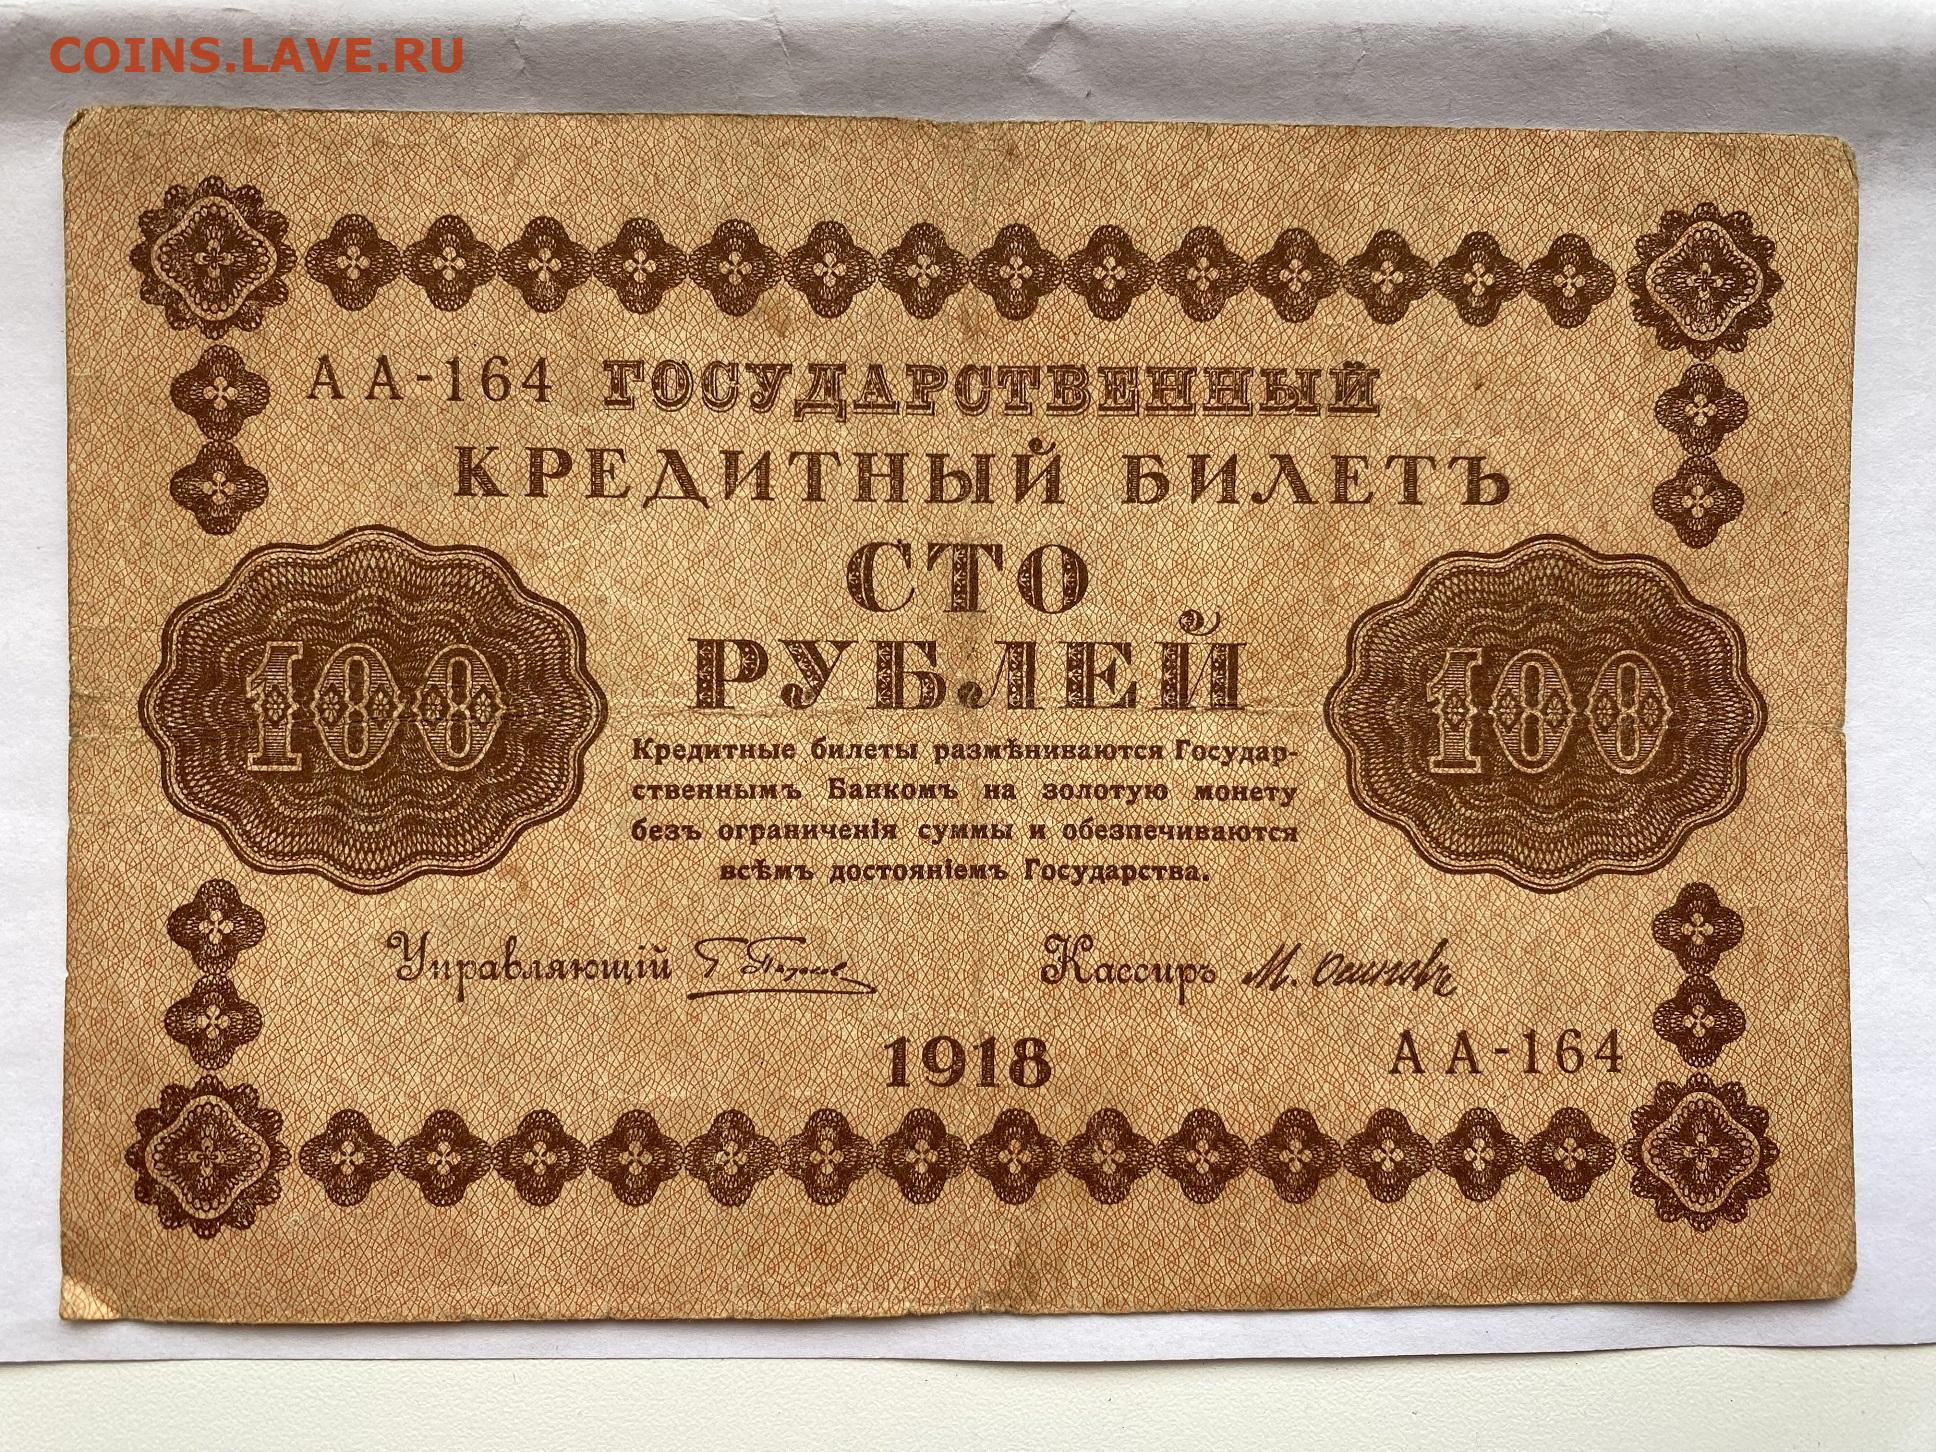 COINS.LAVE.RU
АА-164 ГОСУДАРСТВЕННЫЙ
КРЕДИТНЫЙ БИЛЕТЪ
СТО
РУБЛЕЙ
100 100
Кредитные билеты размѣниваются Государ-
ственнымъ Банкомъ на золотую монету
безъ ограниченія суммы и обезпечиваются
всѣмъ достояніемъ Государства.
Управляющій Кассиръ М. Осиповъ
1918 АА-164